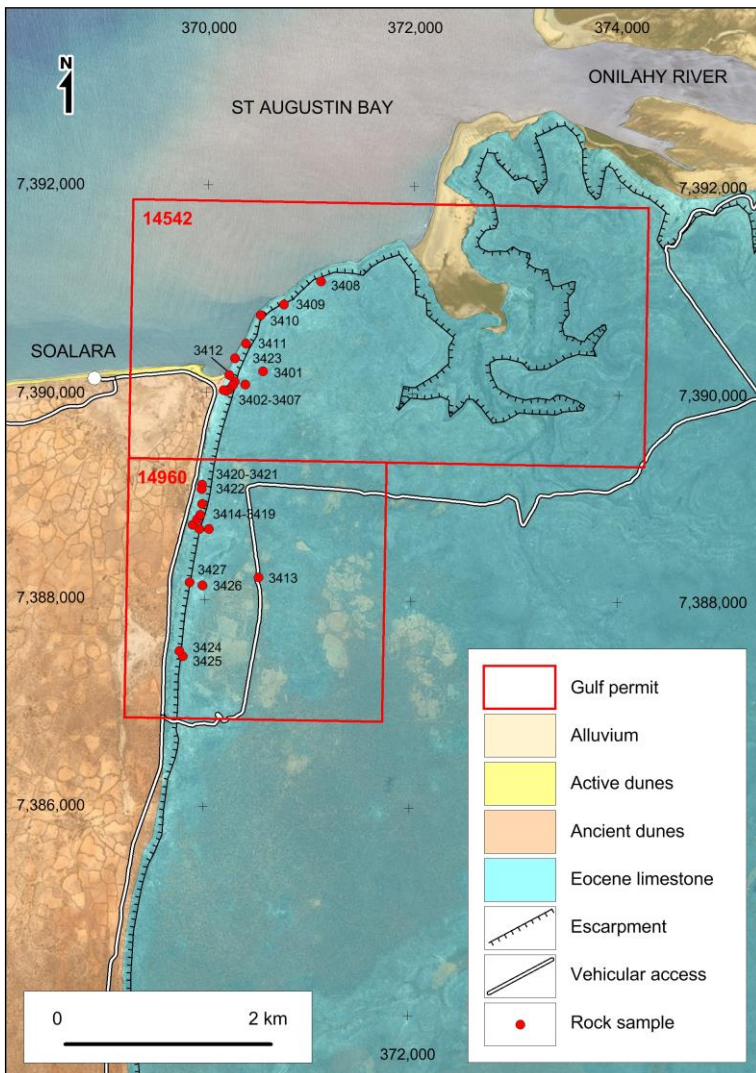 370,000
372,000
374,000
N
ONILAHY RIVER
ST AUGUSTIN BAY
7,392,000
7,392,000
14542
3408
3409
3410
3411
3412
3423
SOALARA
3401
7,390,000
3402-3407
7,390,000
14960
3420-3421
3422
3414-3419
3427
3413
3426
7,388,000
7,388,000
3424
3425
Gulf permit
Alluvium
Active dunes
7,386,000
Ancient dunes
Eocene limestone
Escarpment
Vehicular access
0
2 km
Rock sample
372,000